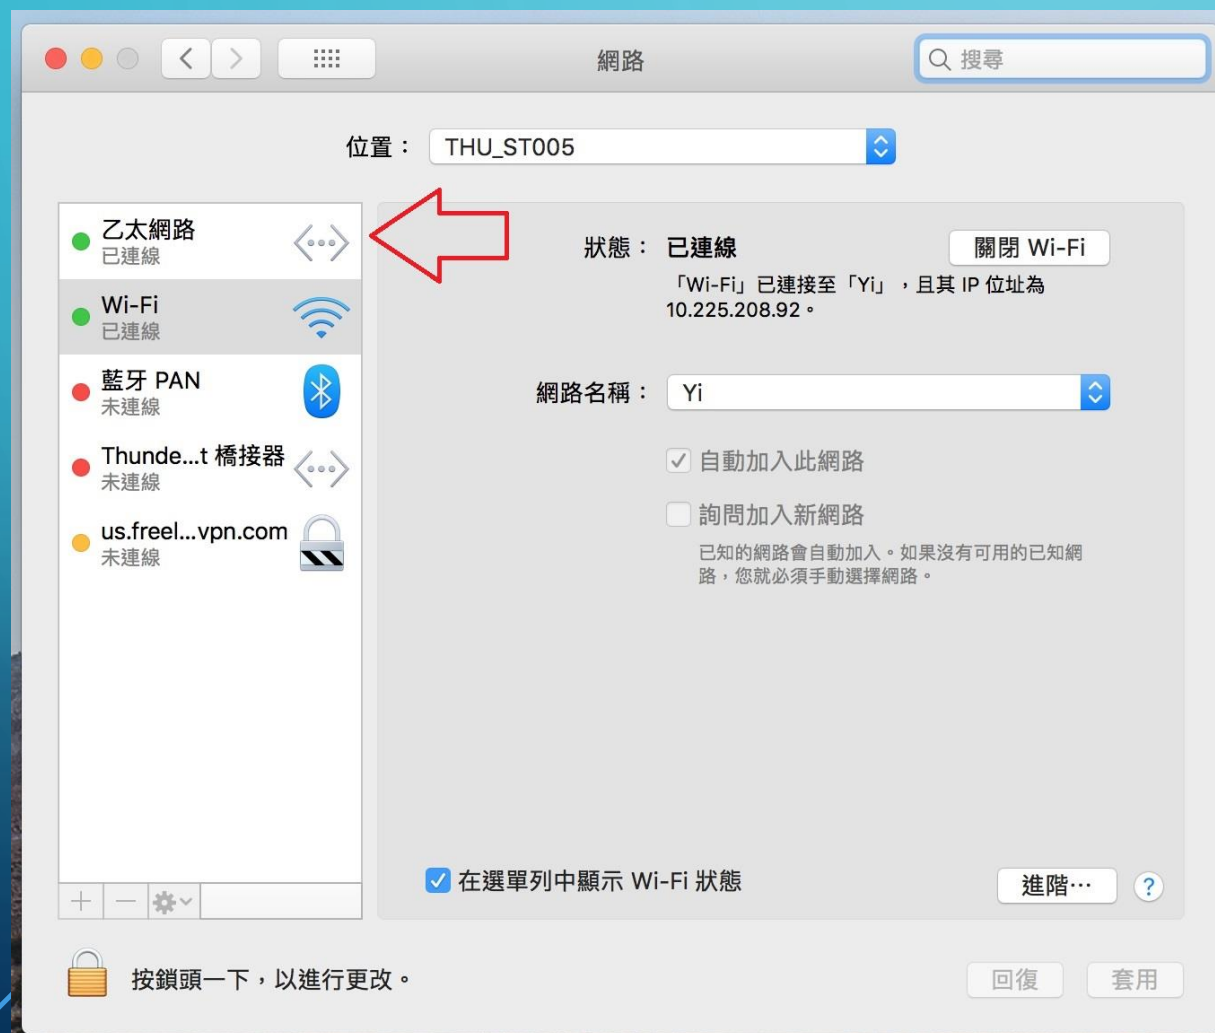 網路
搜尋
位置：
THU_ST005
乙太網路
已連線
Wi-Fi
已連線
藍牙 PAN
未連線
Thunde...t 橋接器
未連線
us.freel...vpn.com
未連線
狀態：
已連線
關閉 Wi-Fi
「Wi-Fi」已連接至「Yi」，且其 IP 位址為
10.225.208.92。
網路名稱：
Yi
自動加入此網路
詢問加入新網路
已知的網路會自動加入。如果沒有可用的已知網
路，您就必須手動選擇網路。
在選單列中顯示 Wi-Fi 狀態
進階⋯
?
按鎖頭一下，以進行更改。
回復
套用